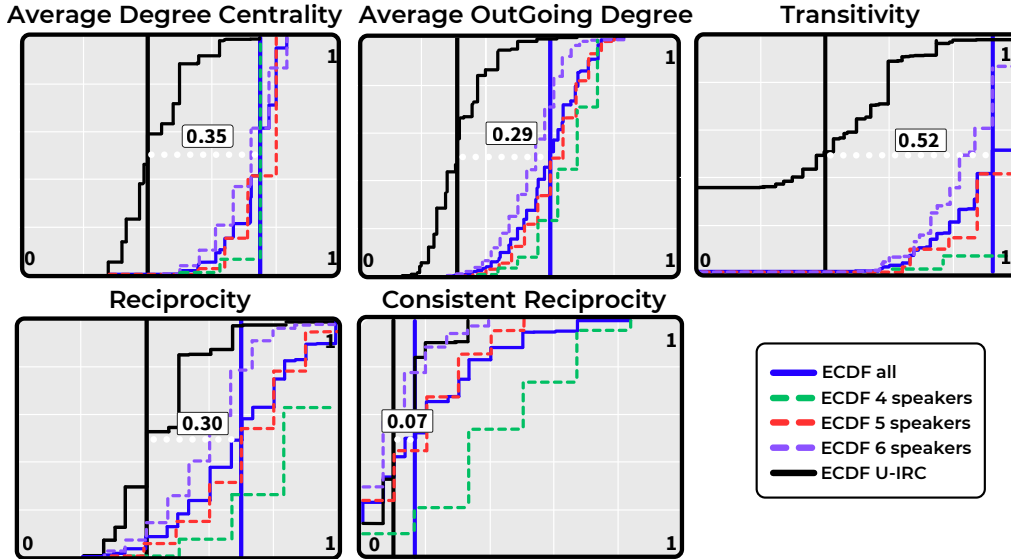 Average Degree Centrality
Average OutGoing Degree
Transitivity
1
0.35
0
1
1
0.29
0
1
1
0.52
0
1
Reciprocity
Consistent Reciprocity
1
0.30
0
1
1
0.07
0
1
ECDF all
ECDF 4 speakers
ECDF 5 speakers
ECDF 6 speakers
ECDF U-IRC